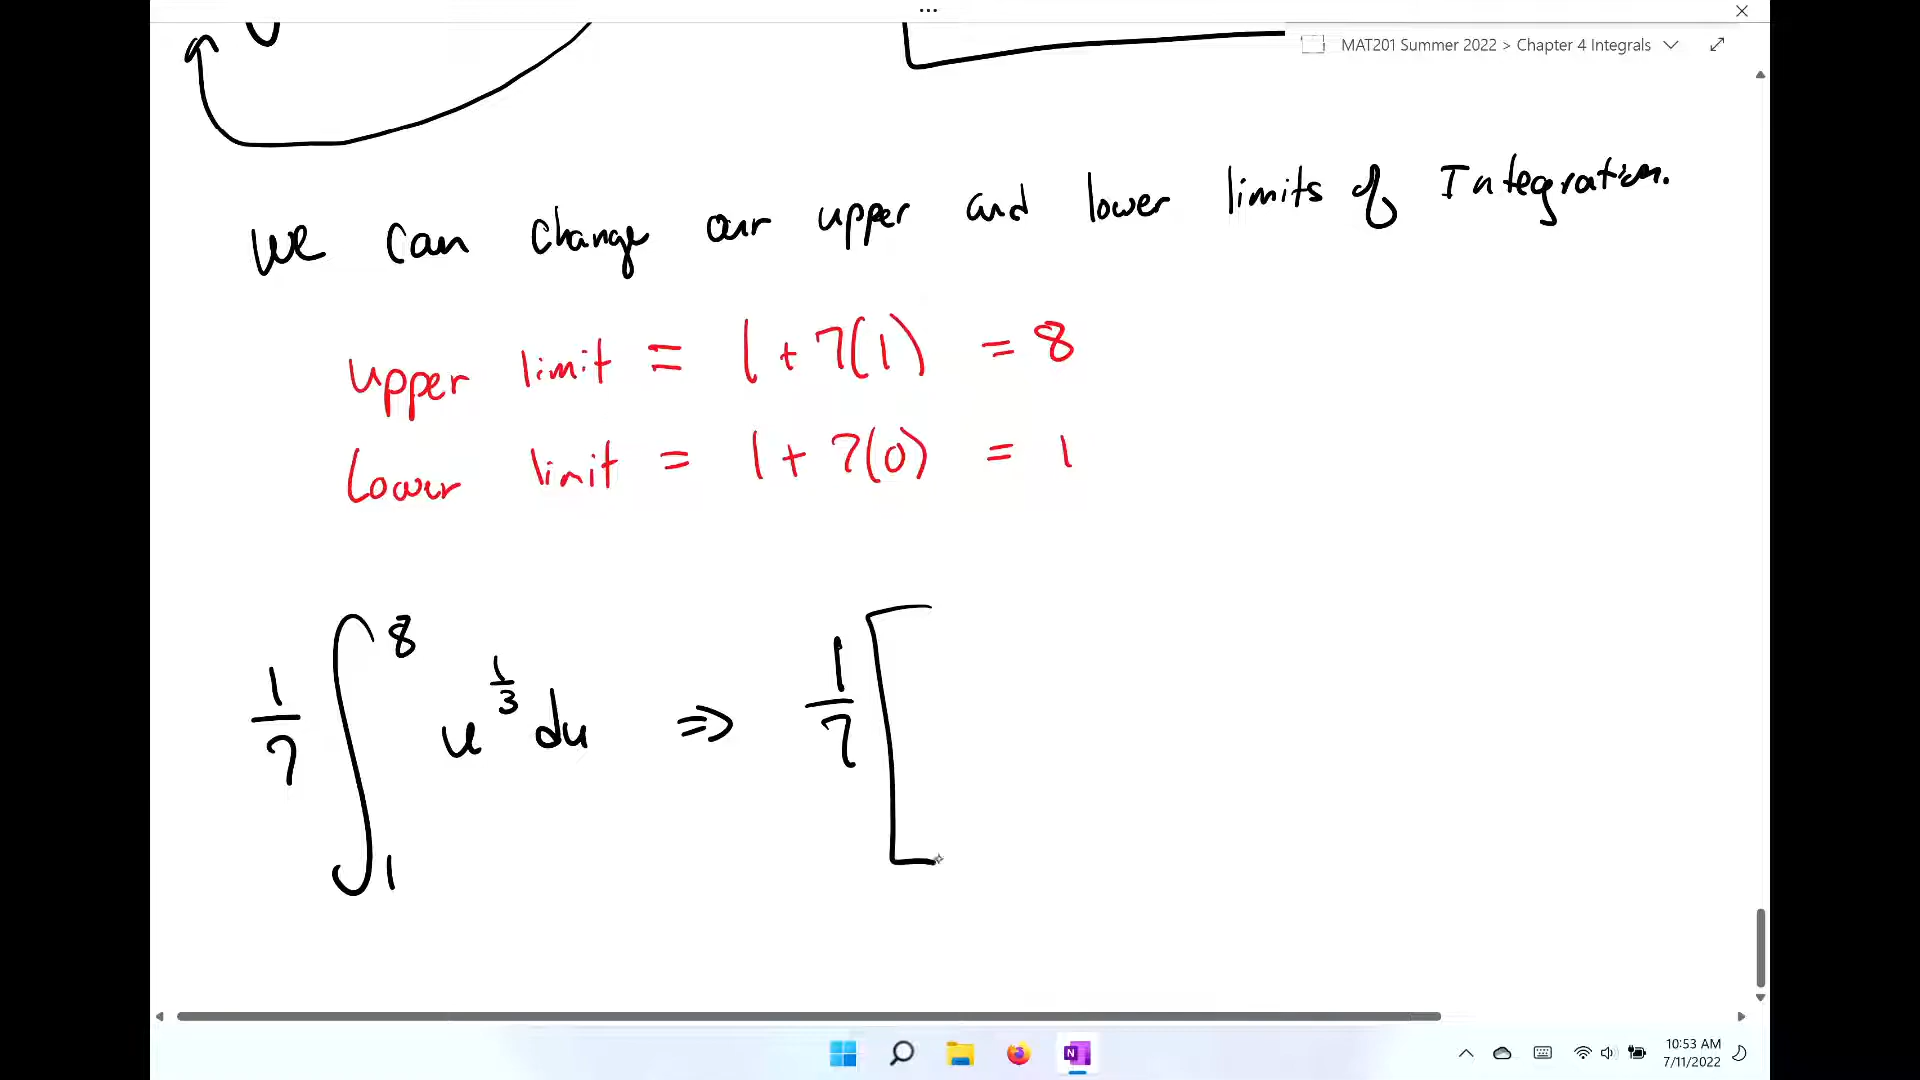 MAT201 Summer 2022 > Chapter 4 Integrals
We can change our upper and lower limits of Integration.
upper limit = 1 + 7(1) = 8
Lower limit = 1 + 7(0) = 1
1/7 ∫₁⁸ u^(1/3) du ⇒ 1/7 [
10:53 AM
7/11/2022